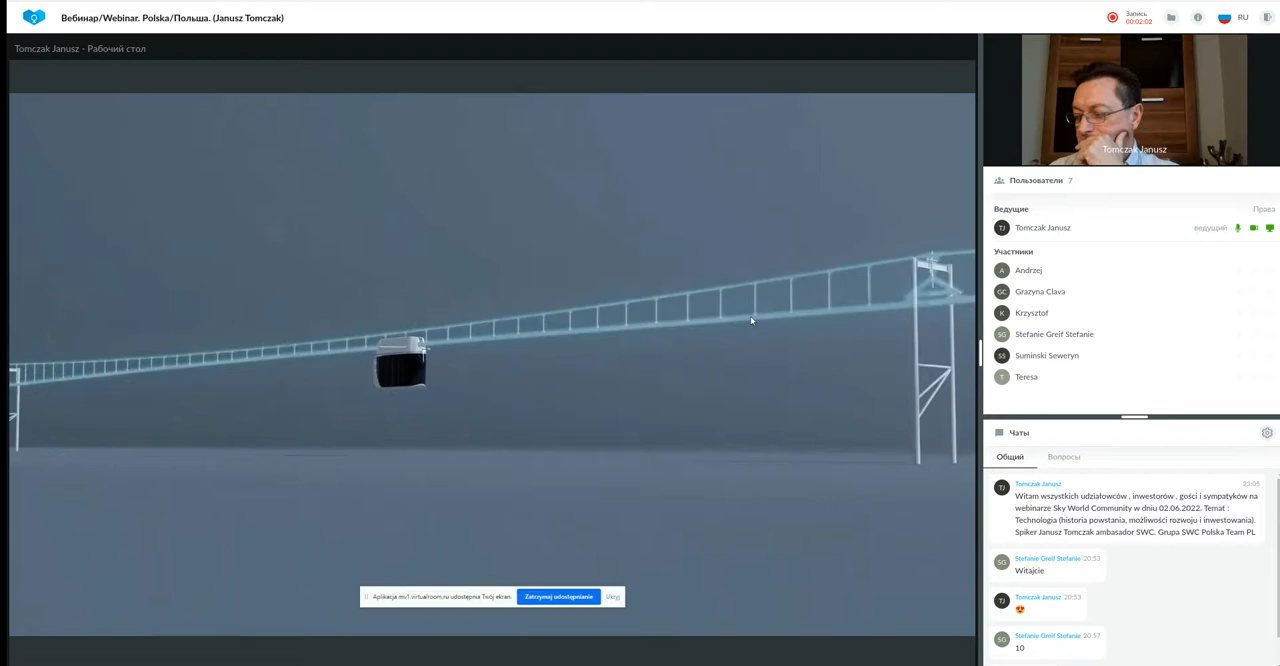 Вебинар/Webinar. Polska/Польша. (Janusz Tomczak)
Запись
00:02:02
RU
Tomczak Janusz - Рабочий стол
Tomczak Janusz
Пользователи 7
Ведущие
Права
TJ Tomczak Janusz ведущий
Участники
A Andrzej
GC Grazyna Clava
K Krzysztof
SG Stefanie Greif Stefanie
SS Suminski Seweryn
T Teresa
Чаты
Общий Вопросы
TJ Tomczak Janusz 23:05
Witam wszystkich udziałowców , inwestorów , gości i sympatyków na
webinarze Sky World Community w dniu 02.06.2022. Temat :
Technologia (historia powstania, możliwości rozwoju i inwestowania).
Spiker Janusz Tomczak ambasador SWC. Grupa SWC Polska Team PL
SG Stefanie Greif Stefanie 20:53
Witajcie
TJ Tomczak Janusz 20:53
😍
SG Stefanie Greif Stefanie 20:57
10
Aplikacja mv1.virtualroom.ru udostępnia Twój ekran. Zatrzymaj udostępnianie Ukryj